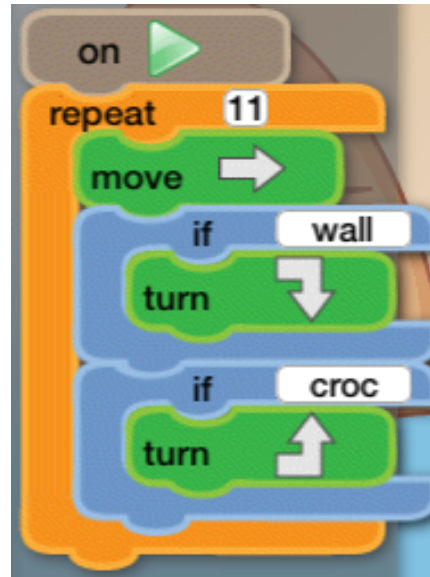 on
repeat 11
move
if wall
turn
if croc
turn